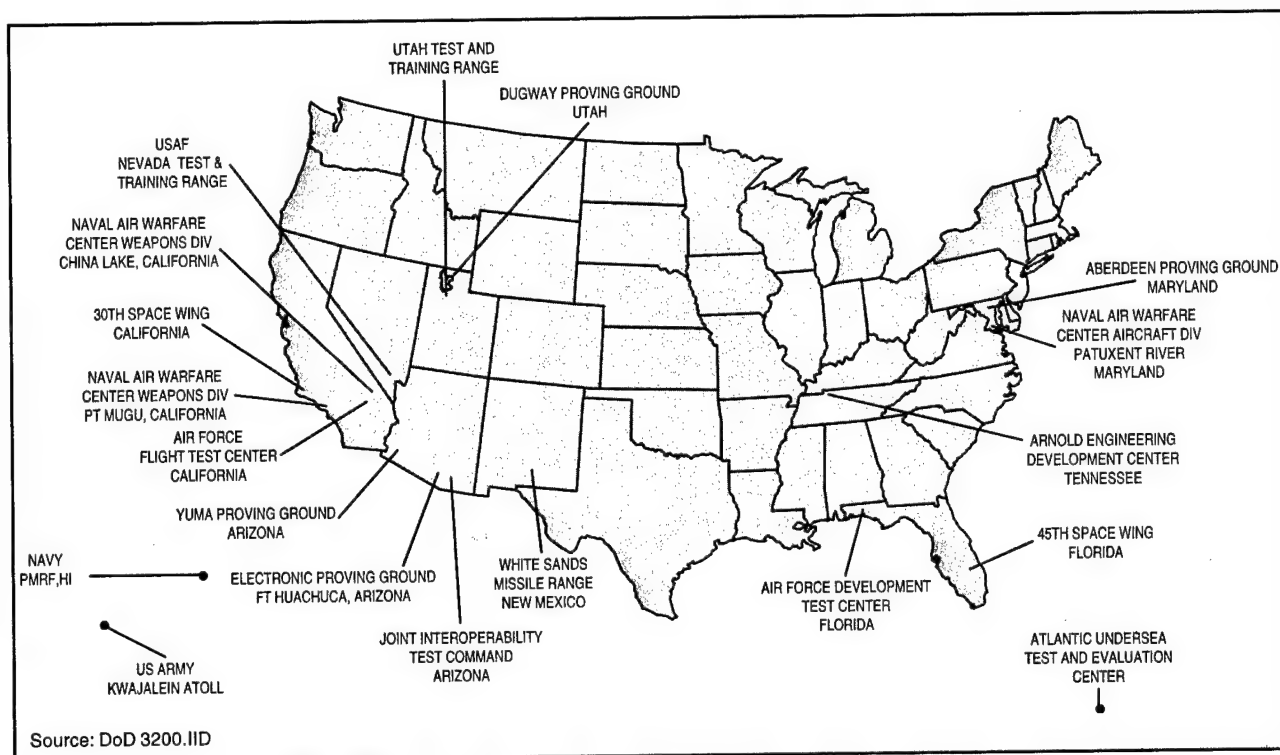 UTAH TEST AND
TRAINING RANGE
DUGWAY PROVING GROUND
UTAH
USAF
NEVADA TEST &
TRAINING RANGE
NAVAL AIR WARFARE
CENTER WEAPONS DIV
CHINA LAKE, CALIFORNIA
30TH SPACE WING
CALIFORNIA
NAVAL AIR WARFARE
CENTER WEAPONS DIV
PT MUGU, CALIFORNIA
AIR FORCE
FLIGHT TEST CENTER
CALIFORNIA
YUMA PROVING GROUND
ARIZONA
NAVY
PMRF,HI
ELECTRONIC PROVING GROUND
FT HUACHUCA, ARIZONA
US ARMY
KWAJALEIN ATOLL
JOINT INTEROPERABILITY
TEST COMMAND
ARIZONA
WHITE SANDS
MISSILE RANGE
NEW MEXICO
ABERDEEN PROVING GROUND
MARYLAND
NAVAL AIR WARFARE
CENTER AIRCRAFT DIV
PATUXENT RIVER
MARYLAND
ARNOLD ENGINEERING
DEVELOPMENT CENTER
TENNESSEE
45TH SPACE WING
FLORIDA
AIR FORCE DEVELOPMENT
TEST CENTER
FLORIDA
ATLANTIC UNDERSEA
TEST AND EVALUATION
CENTER
Source: DoD 3200.IID